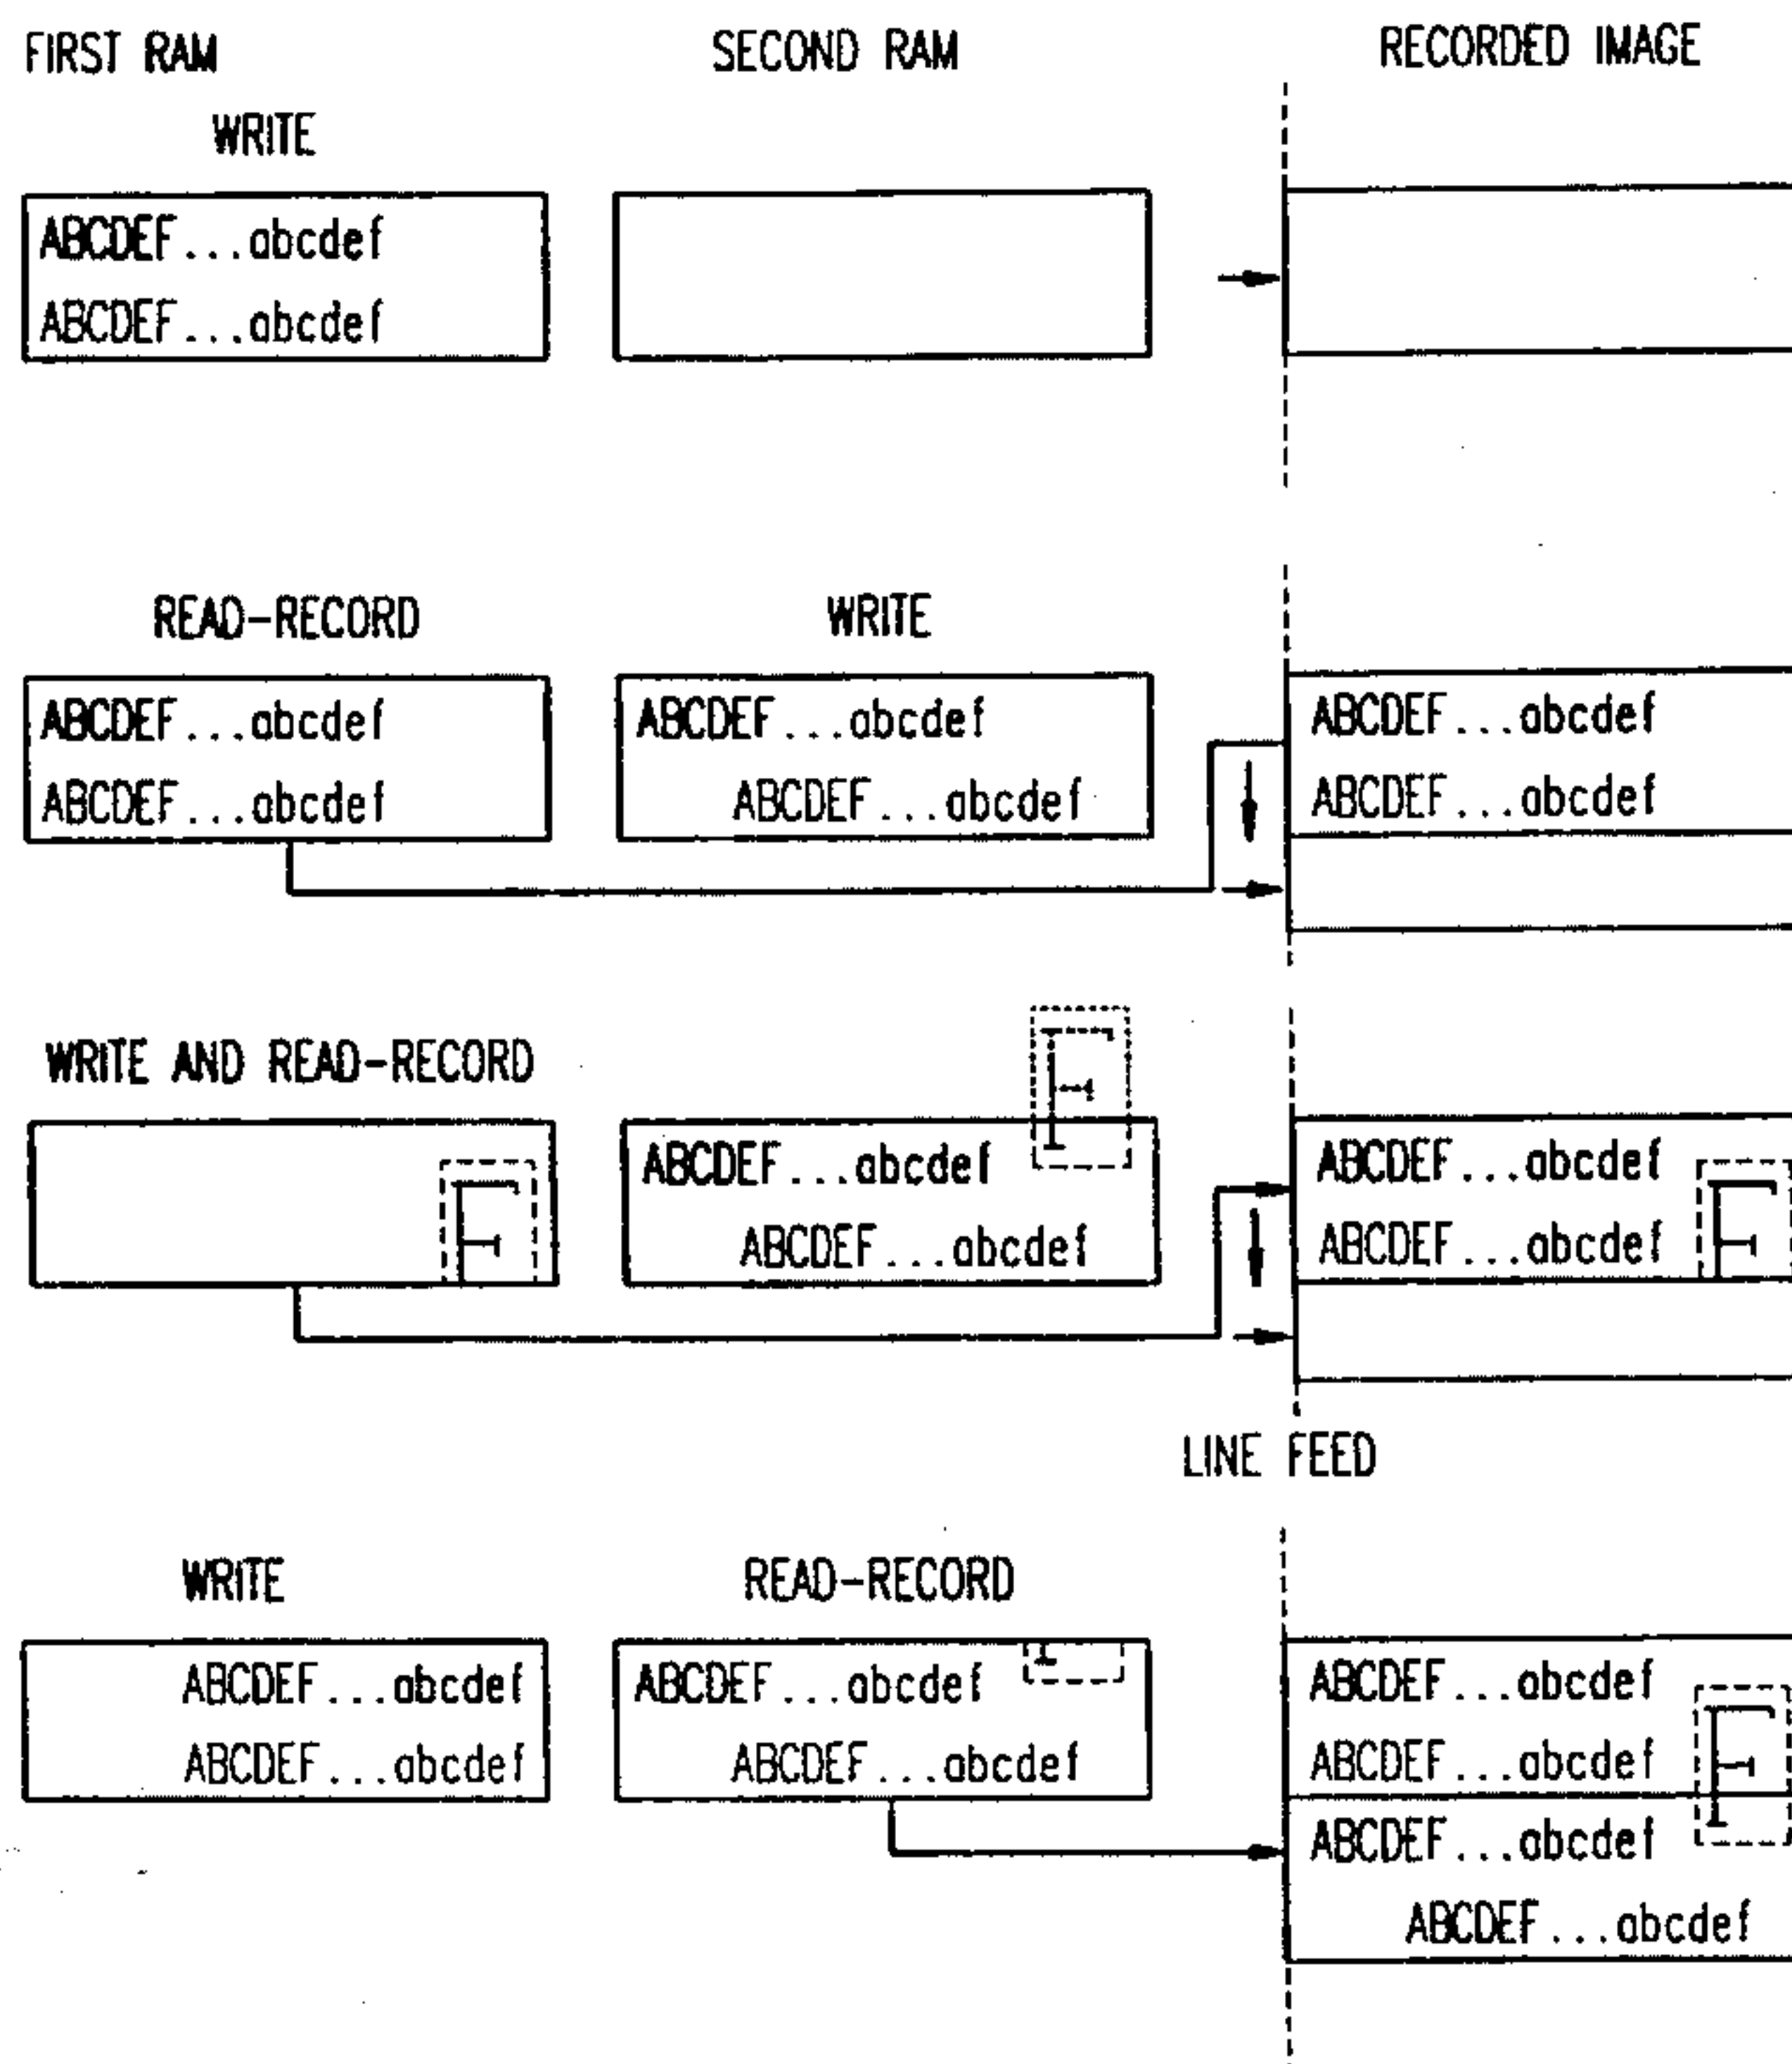 FIRST RAM SECOND RAM RECORDED IMAGE
WRITE
ABCDEF...abcdef
ABCDEF...abcdef
READ-RECORD WRITE
ABCDEF...abcdef ABCDEF...abcdef ABCDEF...abcdef
ABCDEF...abcdef ABCDEF...abcdef ABCDEF...abcdef
WRITE AND READ-RECORD F
ABCDEF...abcdef ABCDEF...abcdef
F ABCDEF...abcdef ABCDEF...abcdef F
LINE FEED
WRITE READ-RECORD
ABCDEF...abcdef ABCDEF...abcdef ABCDEF...abcdef
ABCDEF...abcdef ABCDEF...abcdef ABCDEF...abcdef F
ABCDEF...abcdef
ABCDEF...abcdef